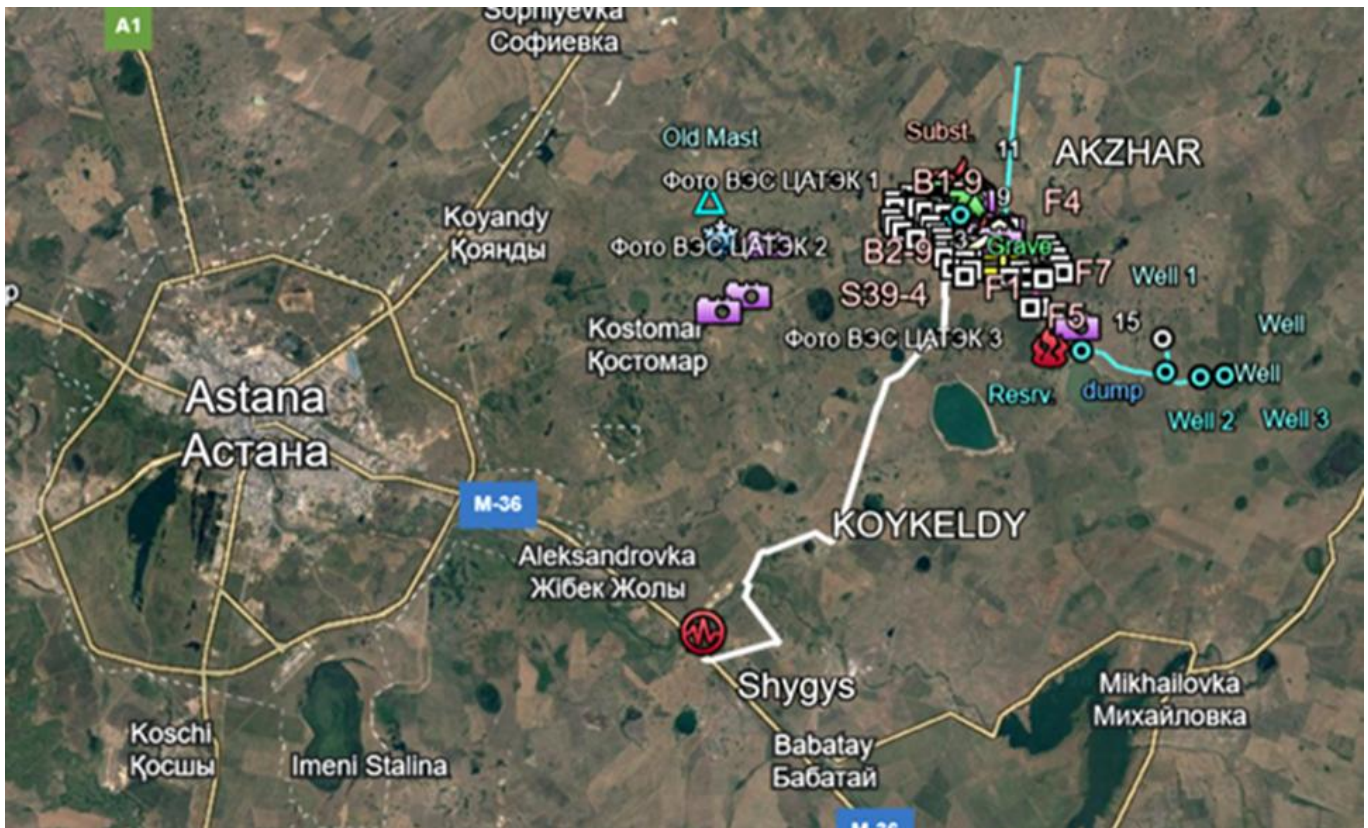 A1
Sophiyevka
Софиевка
Old Mast
Subst.
11
AKZHAR
Фото ВЭС ЦАТЭК 1
B1-9
9
F4
Koyandy
Қоянды
Фото ВЭС ЦАТЭК 2
B2-9
3
Grave
F7
Well 1
S39-4
F1
F5
15
Well
Kostomar
Қостомар
Фото ВЭС ЦАТЭК 3
Well
Resrv.
dump
Well 2
Well 3
Astana
Астана
M-36
KOYKELDY
Aleksandrovka
Жібек Жолы
Shygys
Mikhailovka
Михайловка
Koschi
Қосшы
Imeni Stalina
Babatay
Бабатай
M-36